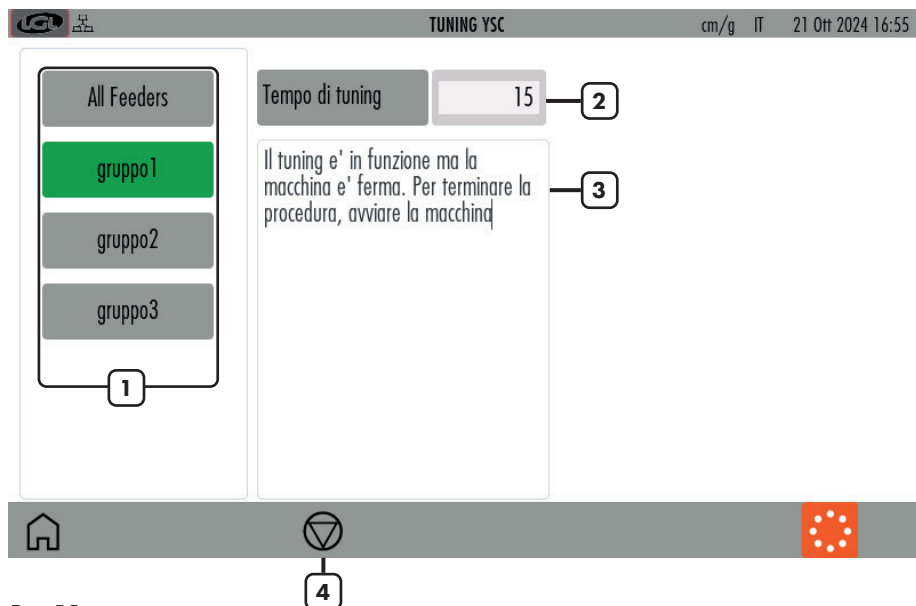 LGL TUNING YSC cm/g IT 21 Ott 2024 16:55
All Feeders
gruppo1
gruppo2
gruppo3
1
Tempo di tuning 15
2
Il tuning e' in funzione ma la
macchina e' ferma. Per terminare la
procedura, avviare la macchina
3
4